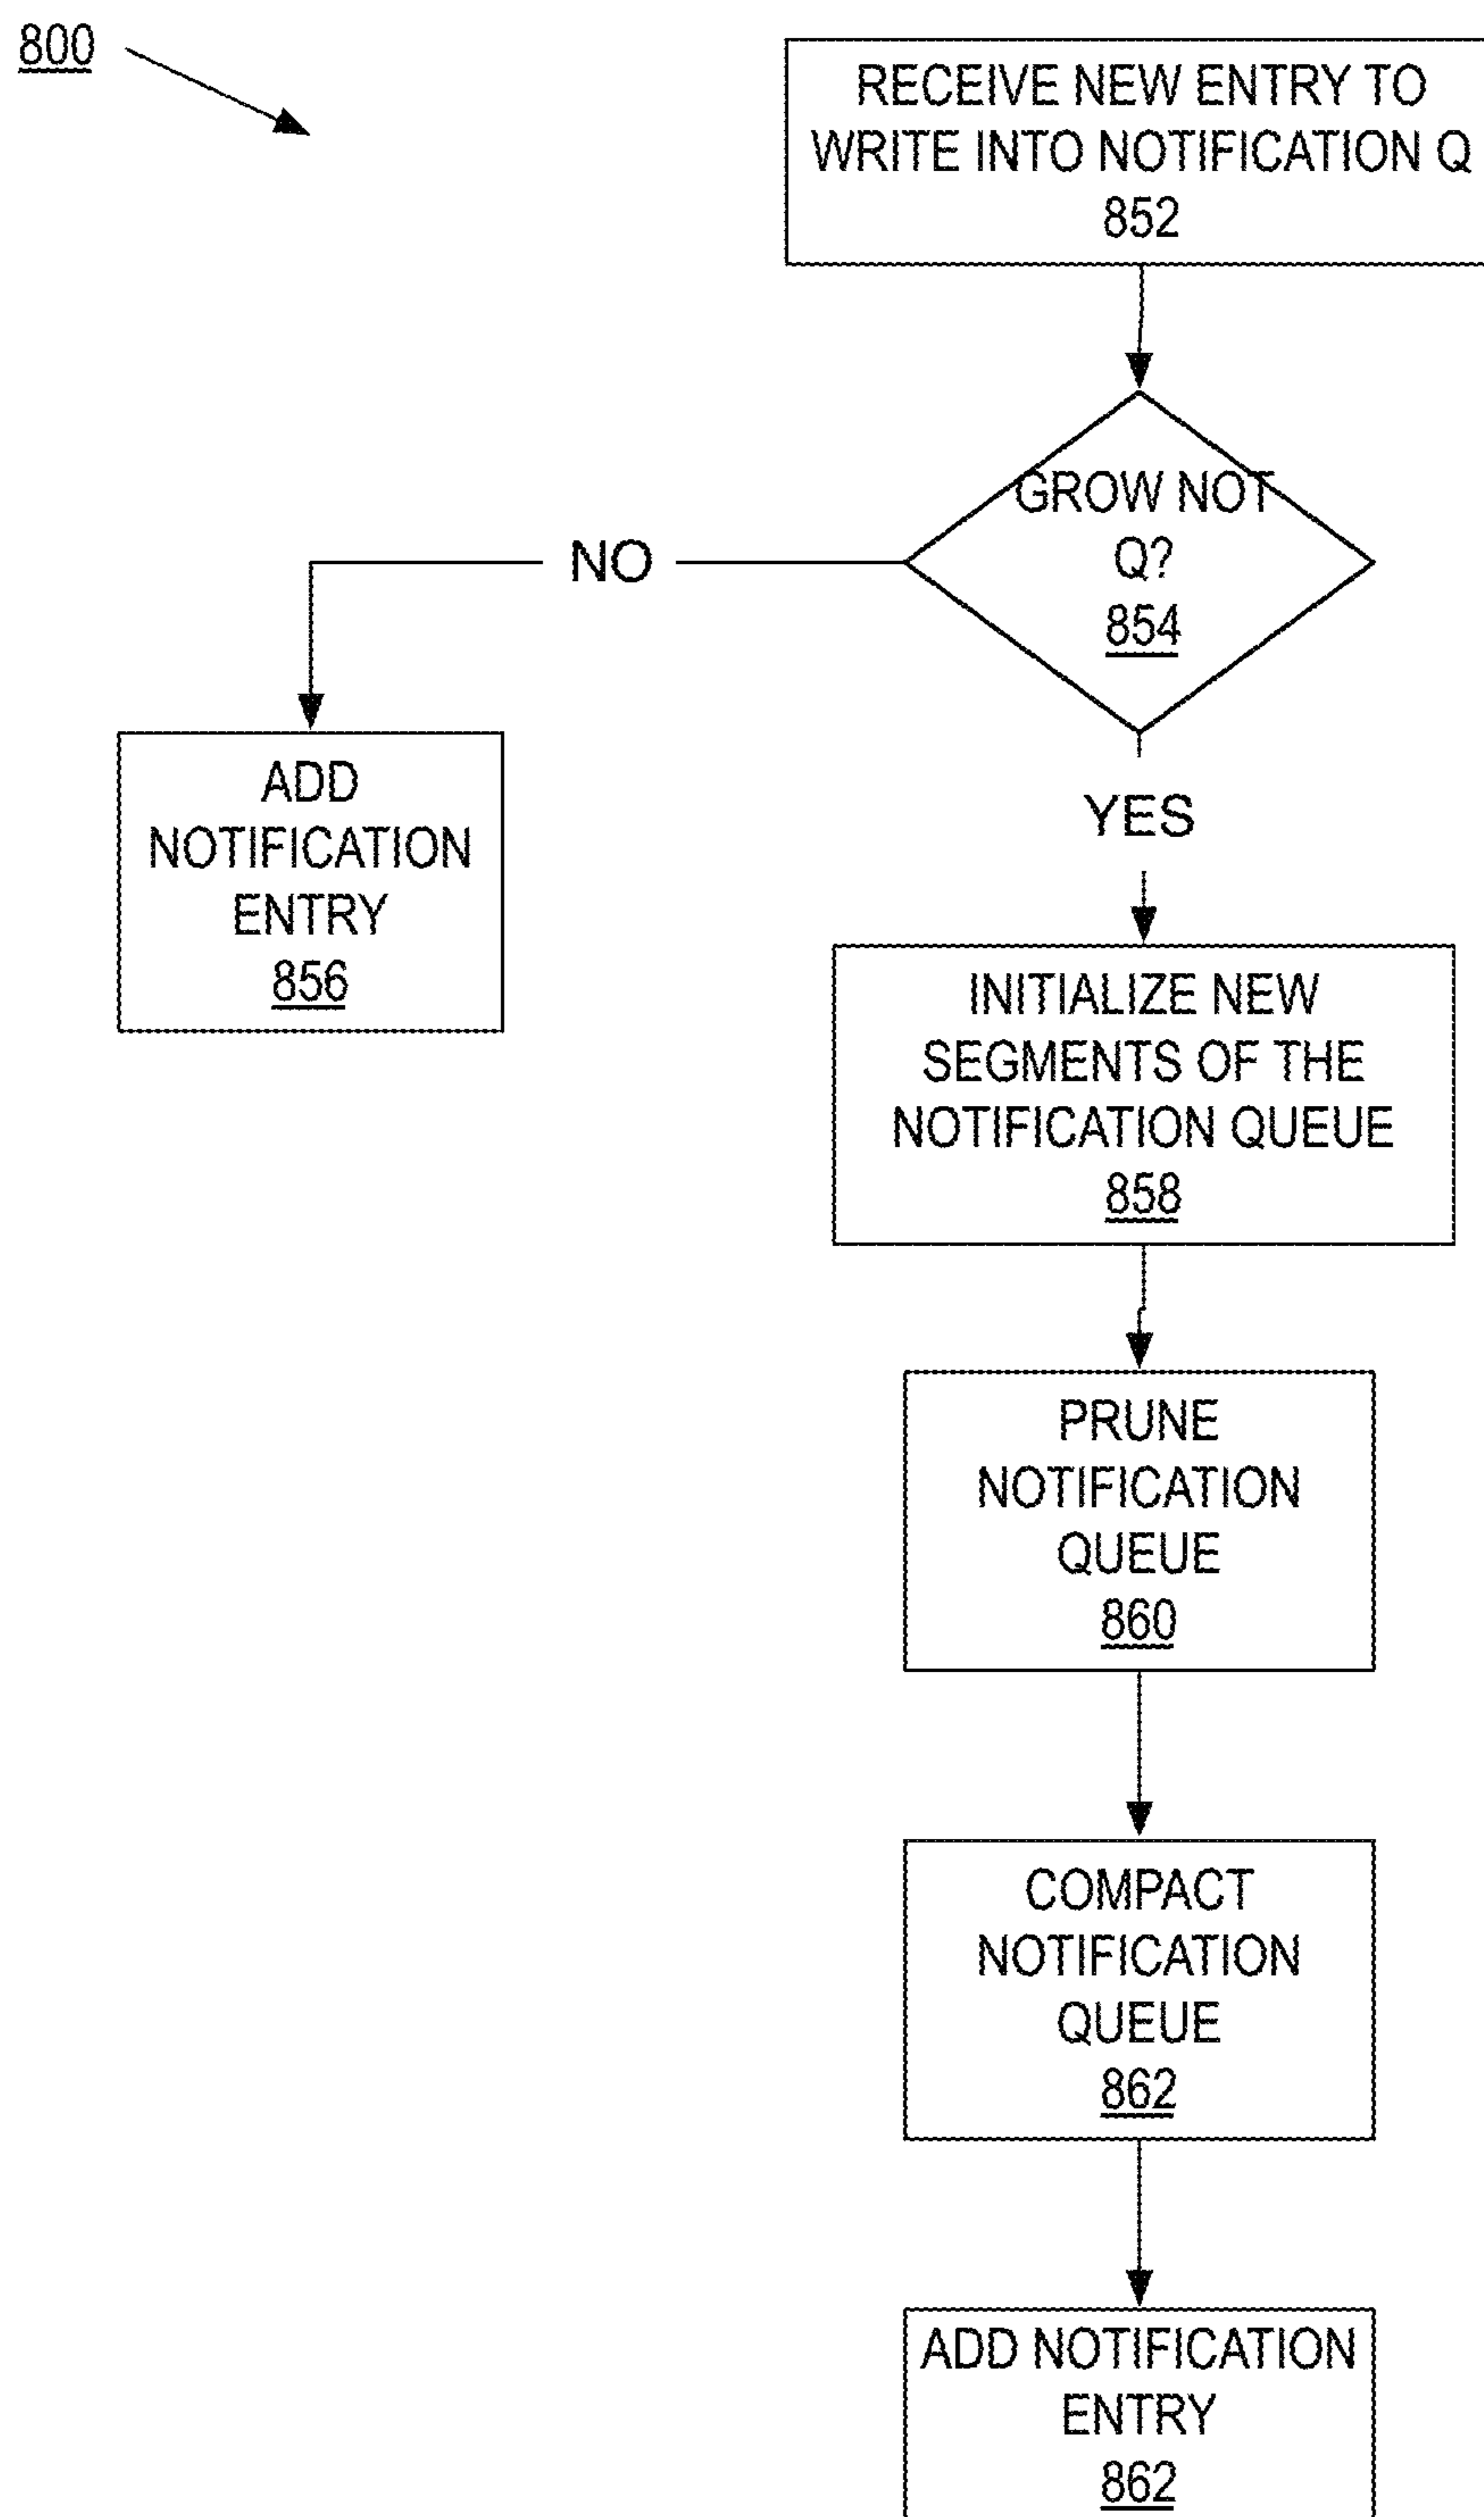 800
RECEIVE NEW ENTRY TO
WRITE INTO NOTIFICATION Q
852
GROW NOT
Q?
854
NO
YES
ADD
NOTIFICATION
ENTRY
856
INITIALIZE NEW
SEGMENTS OF THE
NOTIFICATION QUEUE
858
PRUNE
NOTIFICATION
QUEUE
860
COMPACT
NOTIFICATION
QUEUE
862
ADD NOTIFICATION
ENTRY
862